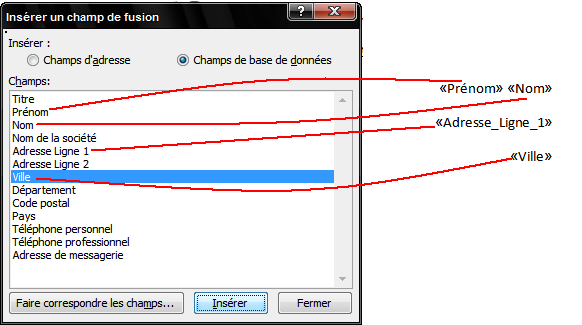 Insérer un champ de fusion
Insérer :
Champs d'adresse
Champs de base de données
Champs:
Titre
Prénom
Nom
Nom de la société
Adresse Ligne 1
Adresse Ligne 2
Ville
Département
Code postal
Pays
Téléphone personnel
Téléphone professionnel
Adresse de messagerie
Faire correspondre les champs...
Insérer
Fermer
«Prénom» «Nom»
«Adresse_Ligne_1»
«Ville»